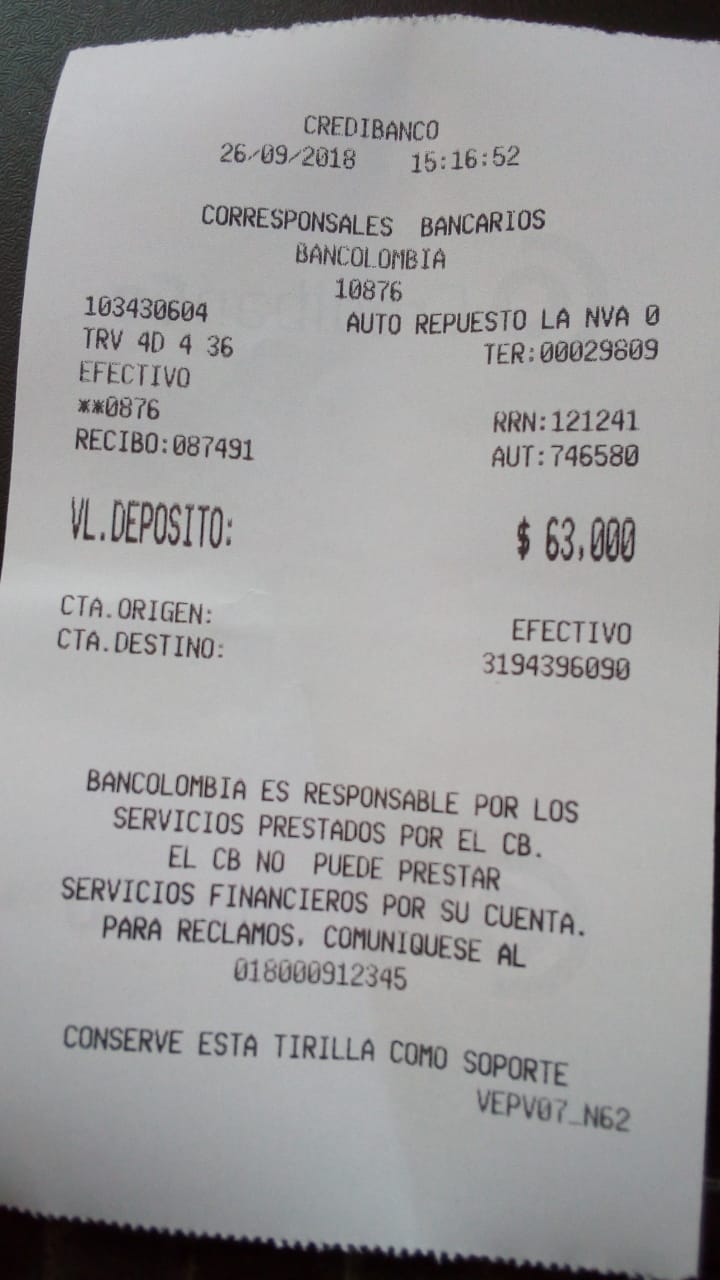 CREDIBANCO
26/09/2018 15:16:52
CORRESPONSALES BANCARIOS
BANCOLOMBIA
10876
103430604 AUTO REPUESTO LA NVA 0
TRV 4D 4 36 TER:00029809
EFECTIVO
**0876 RRN:121241
RECIBO:087491 AUT:746580
VL.DEPOSITO: $ 63,000
CTA.ORIGEN: EFECTIVO
CTA.DESTINO: 3194396090
BANCOLOMBIA ES RESPONSABLE POR LOS
SERVICIOS PRESTADOS POR EL CB.
EL CB NO PUEDE PRESTAR
SERVICIOS FINANCIEROS POR SU CUENTA.
PARA RECLAMOS, COMUNIQUESE AL
018000912345
CONSERVE ESTA TIRILLA COMO SOPORTE
VEPV07_N62